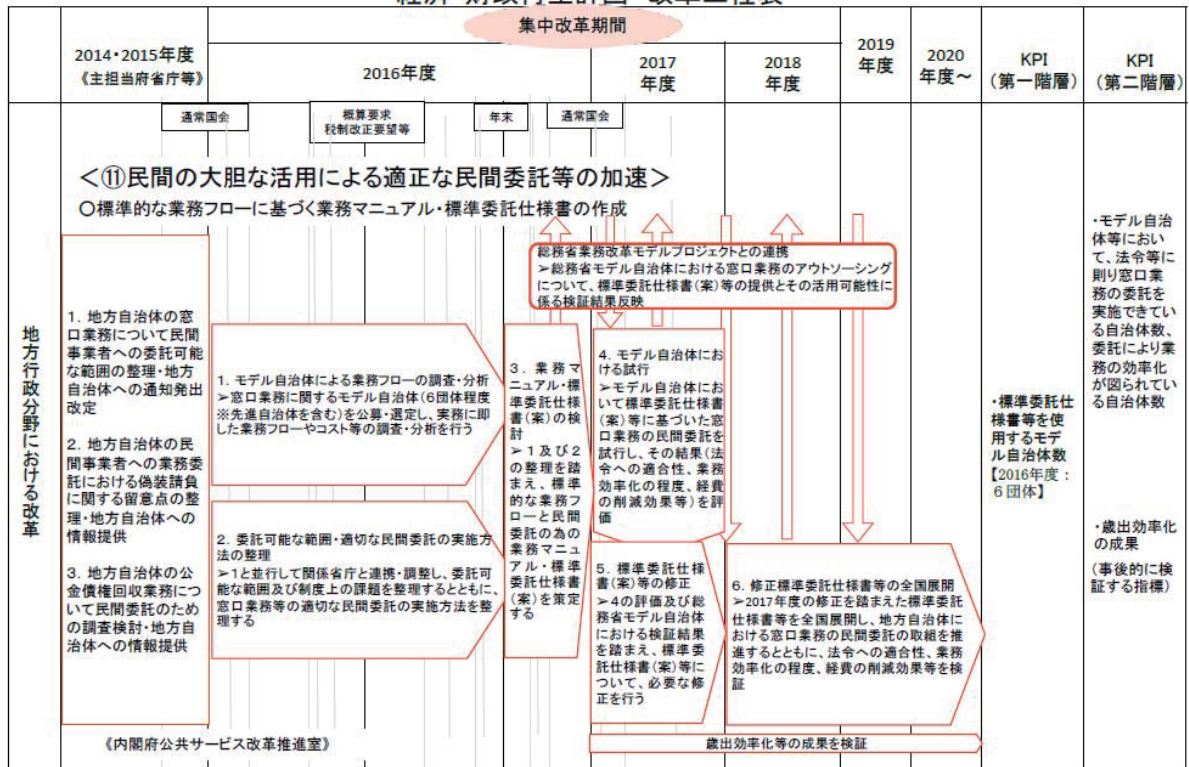 経済・財政再生計画 改革工程表
集中改革期間
2014・2015年度
《主担当府省庁等》
2016年度
2017
年度
2018
年度
2019
年度
2020
年度～
KPI
（第一階層）
KPI
（第二階層）
通常国会
概算要求
税制改正要望等
年末
通常国会
＜⑪民間の大胆な活用による適正な民間委託等の加速＞
○標準的な業務フローに基づく業務マニュアル・標準委託仕様書の作成
地方行政分野における改革
1．地方自治体の窓
口業務について民間
事業者への委託可能
な範囲の整理・地方
自治体への通知発出
改定
2．地方自治体の民
間事業者への業務委
託における偽装請負
に関する留意点の整
理・地方自治体への
情報提供
3．地方自治体の公
金債権回収業務につ
いて民間委託のため
の調査検討・地方自
治体への情報提供
《内閣府公共サービス改革推進室》
1．モデル自治体による業務フローの調査・分析
➢窓口業務に関するモデル自治体（6団体程度
※先進自治体を含む）を公募・選定し、実務に即
した業務フローやコスト等の調査・分析を行う
2．委託可能な範囲・適切な民間委託の実施方
法の整理
➢1と並行して関係省庁と連携・調整し、委託可
能な範囲及び制度上の課題を整理するとともに、
窓口業務等の適切な民間委託の実施方法を整
理する
3．業務マ
ニュアル・標
準委託仕様
書（案）の検
討
➢1及び2
の整理を踏
まえ、標準
的な業務フ
ローと民間
委託の為の
業務マニュ
アル・標準
委託仕様書
（案）を策定
する
総務省業務改革モデルプロジェクトとの連携
➢総務省モデル自治体における窓口業務のアウトソーシング
について、標準委託仕様書（案）等の提供とその活用可能性に
係る検証結果反映
4．モデル自治体にお
ける試行
➢モデル自治体にお
いて標準委託仕様書
（案）等に基づいた窓
口業務の民間委託を
試行し、その結果（法
令への適合性、業務
効率化の程度、経費
の削減効果等）を評
価
5．標準委託仕様
書（案）等の修正
➢4の評価及び総
務省モデル自治体
における検証結果
を踏まえ、標準委
託仕様書（案）等に
ついて、必要な修
正を行う
6．修正標準委託仕様書等の全国展開
➢2017年度の修正を踏まえた標準委託
仕様書等を全国展開し、地方自治体に
おける窓口業務の民間委託の取組を推
進するとともに、法令への適合性、業務
効率化の程度、経費の削減効果等を検
証
歳出効率化等の成果を検証
・標準委託仕
様書等を使
用するモデ
ル自治体数
【2016年度：
６団体】
・モデル自治
体等におい
て、法令等に
則り窓口業
務の委託を
実施できてい
る自治体数、
委託により業
務の効率化
が図られてい
る自治体数
・歳出効率化
の成果
（事後的に検
証する指標）